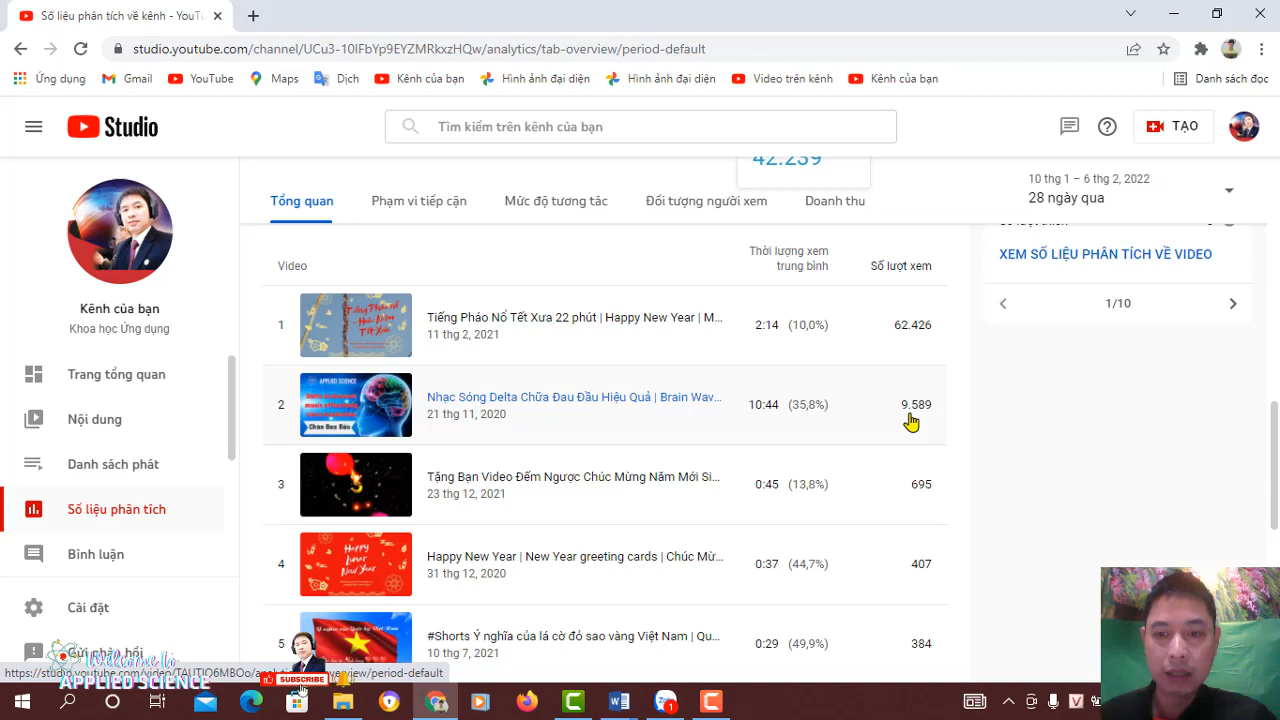 Số liệu phân tích về kênh - YouTu
studio.youtube.com/channel/UCu3-10IFbYp9EYZMRkxzHQw/analytics/tab-overview/period-default
Ứng dụng
Gmail
YouTube
Maps
Dịch
Kênh của bạn
Hình ảnh đại diện
Hình ảnh đại diện
Video trên kênh
Kênh của bạn
Danh sách đọc
Studio
Tìm kiếm trên kênh của bạn
TẠO
Kênh của bạn
Khoa học Ứng dụng
Trang tổng quan
Nội dung
Danh sách phát
Số liệu phân tích
Bình luận
Cài đặt
42.239
Tổng quan
Phạm vi tiếp cận
Mức độ tương tác
Đối tượng người xem
Doanh thu
10 thg 1 – 6 thg 2, 2022
28 ngày qua
Video
Thời lượng xem
trung bình
Số lượt xem
1
Tiếng Pháo Nổ Tết Xưa 22 phút | Happy New Year | M...
11 thg 2, 2021
2:14 (10,0%)
62.426
2
APPLIED SCIENCE
Chữa Đau Đầu
Nhạc Sóng Delta Chữa Đau Đầu Hiệu Quả | Brain Wav...
21 thg 11, 2020
10:44 (35,8%)
9.589
3
Tặng Bạn Video Đếm Ngược Chúc Mừng Năm Mới Si...
23 thg 12, 2021
0:45 (13,8%)
695
4
Happy
Lunar
New Year
Happy New Year | New Year greeting cards | Chúc Mừ...
31 thg 12, 2020
0:37 (44,7%)
407
5
#Shorts Ý nghĩa của lá cờ đỏ sao vàng Việt Nam | Qu...
10 thg 7, 2021
0:29 (49,9%)
384
XEM SỐ LIỆU PHÂN TÍCH VỀ VIDEO
1/10
Welcome to
APPLIED SCIENCE
SUBSCRIBE